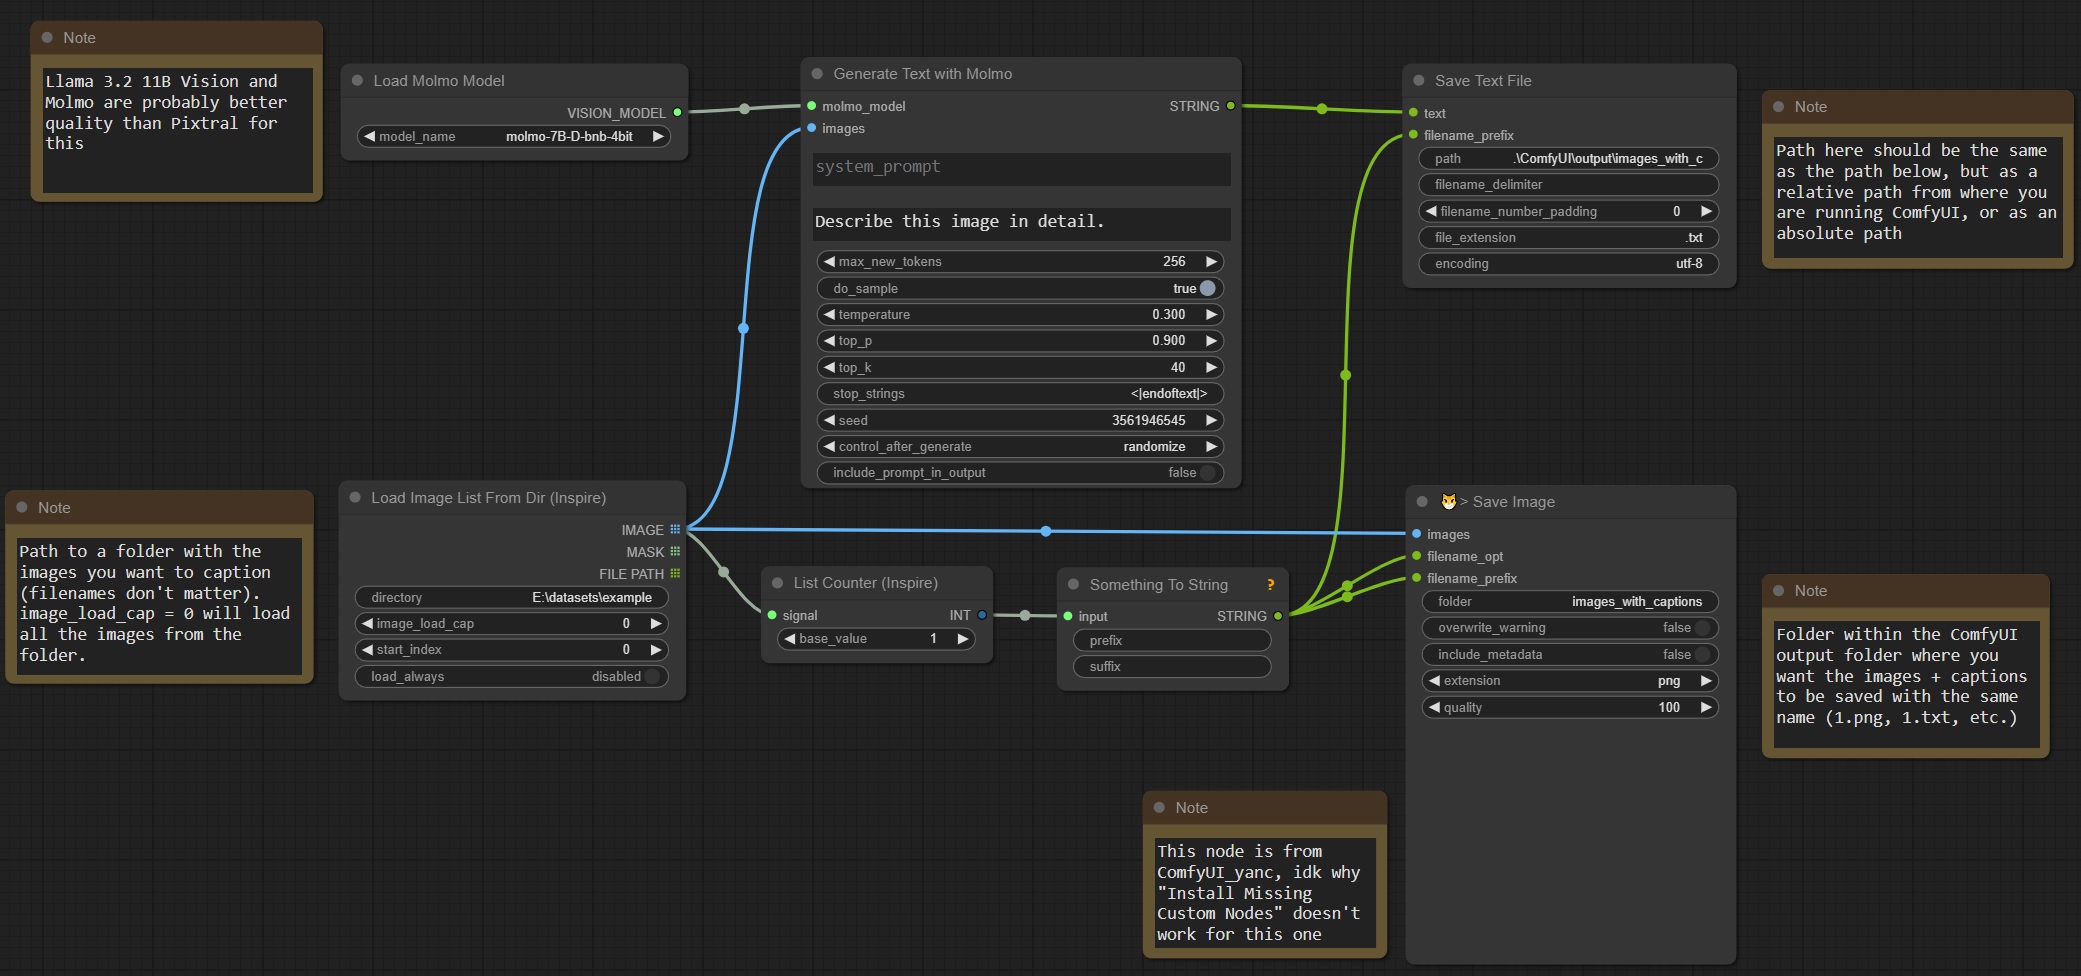 Note
Llama 3.2 11B Vision and
Molmo are probably better
quality than Pixtral for
this
Load Molmo Model
VISION_MODEL
model_name molmo-7B-D-bnb-4bit
Generate Text with Molmo
molmo_model STRING
images
system_prompt
Describe this image in detail.
max_new_tokens 256
do_sample true
temperature 0.300
top_p 0.900
top_k 40
stop_strings <|endoftext|>
seed 3561946545
control_after_generate randomize
include_prompt_in_output false
Save Text File
text
filename_prefix
path .\ComfyUI\output\images_with_c
filename_delimiter
filename_number_padding 0
file_extension .txt
encoding utf-8
Note
Path here should be the same
as the path below, but as a
relative path from where you
are running ComfyUI, or as an
absolute path
Note
Path to a folder with the
images you want to caption
(filenames don't matter).
image_load_cap = 0 will load
all the images from the
folder.
Load Image List From Dir (Inspire)
IMAGE
MASK
FILE PATH
directory E:\datasets\example
image_load_cap 0
start_index 0
load_always disabled
List Counter (Inspire)
signal INT
base_value 1
Something To String ?
input STRING
prefix
suffix
> Save Image
images
filename_opt
filename_prefix
folder images_with_captions
overwrite_warning false
include_metadata false
extension png
quality 100
Note
Folder within the ComfyUI
output folder where you
want the images + captions
to be saved with the same
name (1.png, 1.txt, etc.)
Note
This node is from
ComfyUI_yanc, idk why
"Install Missing
Custom Nodes" doesn't
work for this one